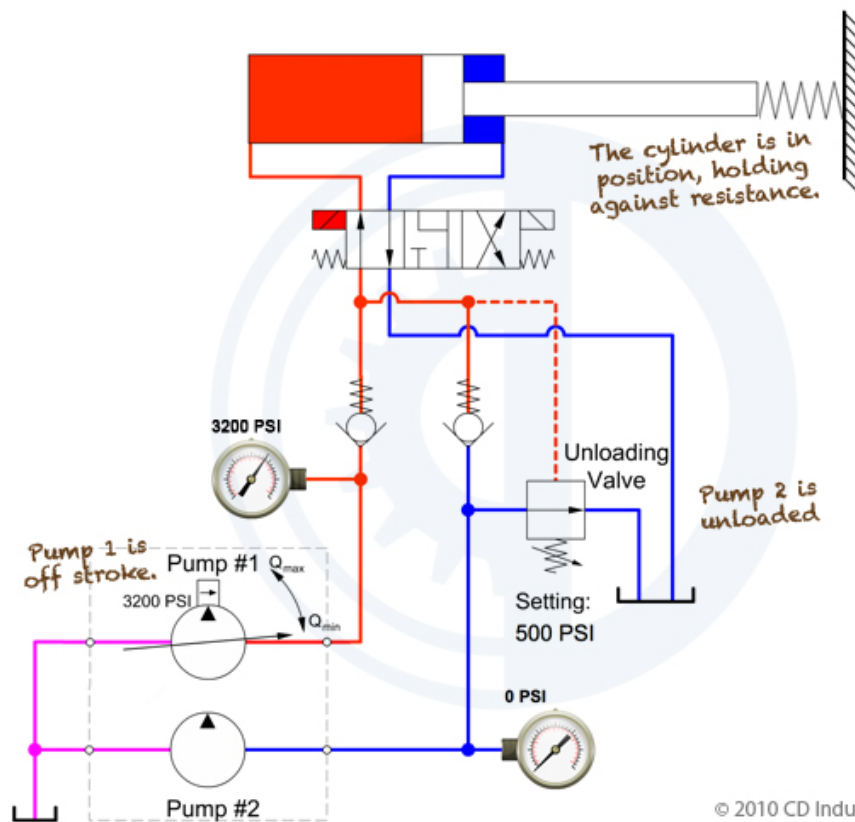 The cylinder is in
position, holding
against resistance.
3200 PSI
Unloading
Valve
Pump 2 is
unloaded
Pump 1 is
off stroke.
Pump #1
Qmax
3200 PSI
Qmin
Setting:
500 PSI
0 PSI
Pump #2
© 2010 CD Indu